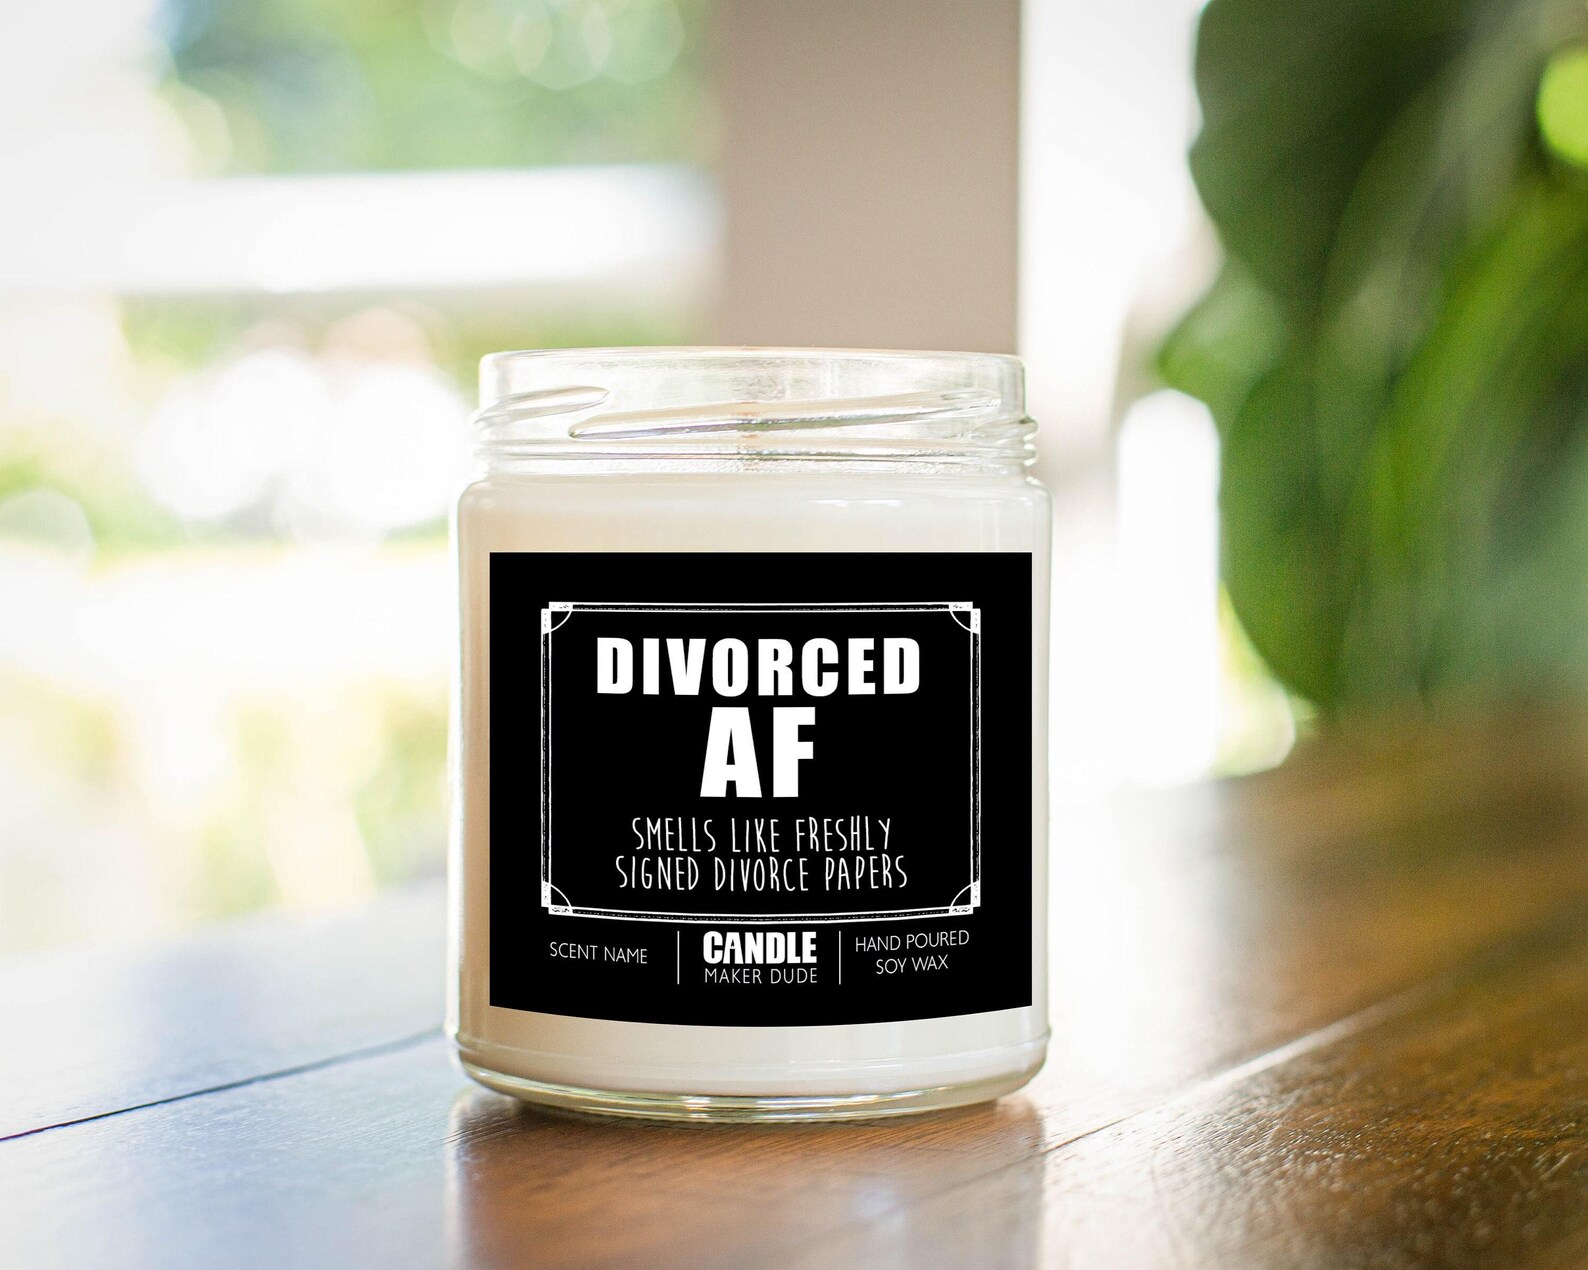 DIVORCED
AF
SMELLS LIKE FRESHLY
SIGNED DIVORCE PAPERS
SCENT NAME
CANDLE
MAKER DUDE
HAND POURED
SOY WAX